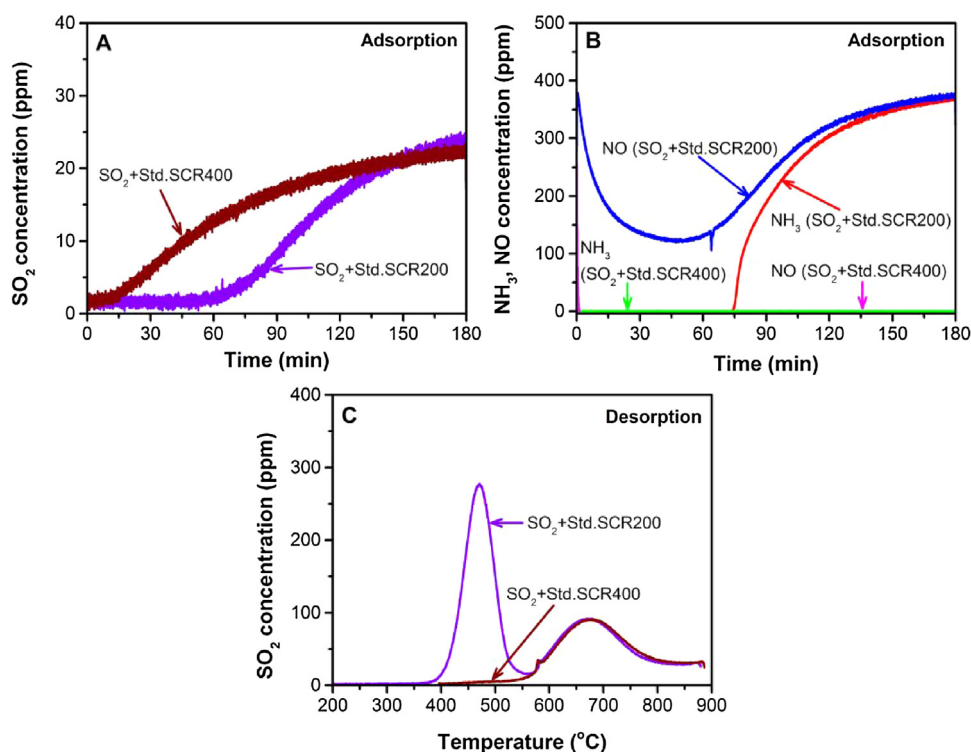 A
Adsorption
SO₂ concentration (ppm)
40
30
20
10
0
SO₂+Std.SCR400
SO₂+Std.SCR200
0 30 60 90 120 150 180
Time (min)
B
Adsorption
NH₃, NO concentration (ppm)
500
400
300
200
100
0
NO (SO₂+Std.SCR200)
NH₃ (SO₂+Std.SCR200)
NH₃
(SO₂+Std.SCR400)
NO (SO₂+Std.SCR400)
0 30 60 90 120 150 180
Time (min)
C
Desorption
SO₂ concentration (ppm)
400
300
200
100
0
SO₂+Std.SCR200
SO₂+Std.SCR400
200 300 400 500 600 700 800 900
Temperature (°C)